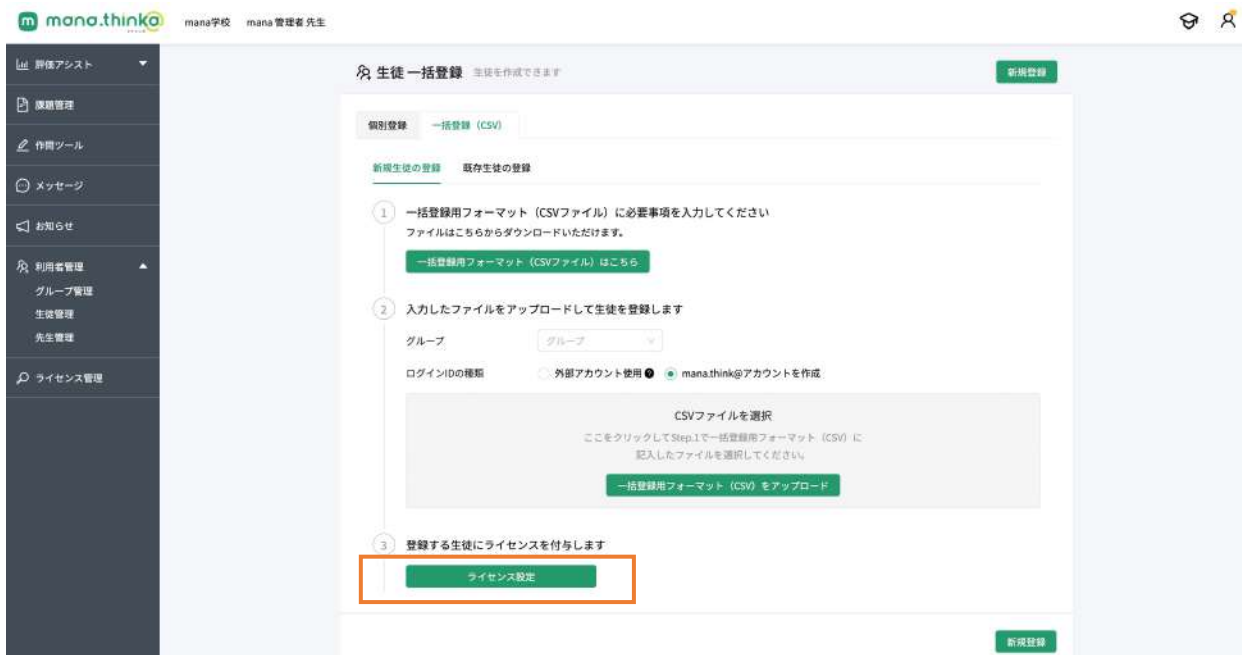 mana.think@
mana学校 mana 管理者 先生
評価アシスト
課題管理
作問ツール
メッセージ
お知らせ
利用者管理
グループ管理
生徒管理
先生管理
ライセンス管理
生徒 一括登録 生徒を作成できます
新規登録
個別登録 一括登録（CSV）
新規生徒の登録 既存生徒の登録
1 一括登録用フォーマット（CSVファイル）に必要事項を入力してください
ファイルはこちらからダウンロードいただけます。
一括登録用フォーマット（CSVファイル）はこちら
2 入力したファイルをアップロードして生徒を登録します
グループ グループ
ログインIDの種類 外部アカウント使用 mana.think@アカウントを作成
CSVファイルを選択
ここをクリックしてStep.1で一括登録用フォーマット（CSV）に
記入したファイルを選択してください。
一括登録用フォーマット（CSV）をアップロード
3 登録する生徒にライセンスを付与します
ライセンス設定
新規登録